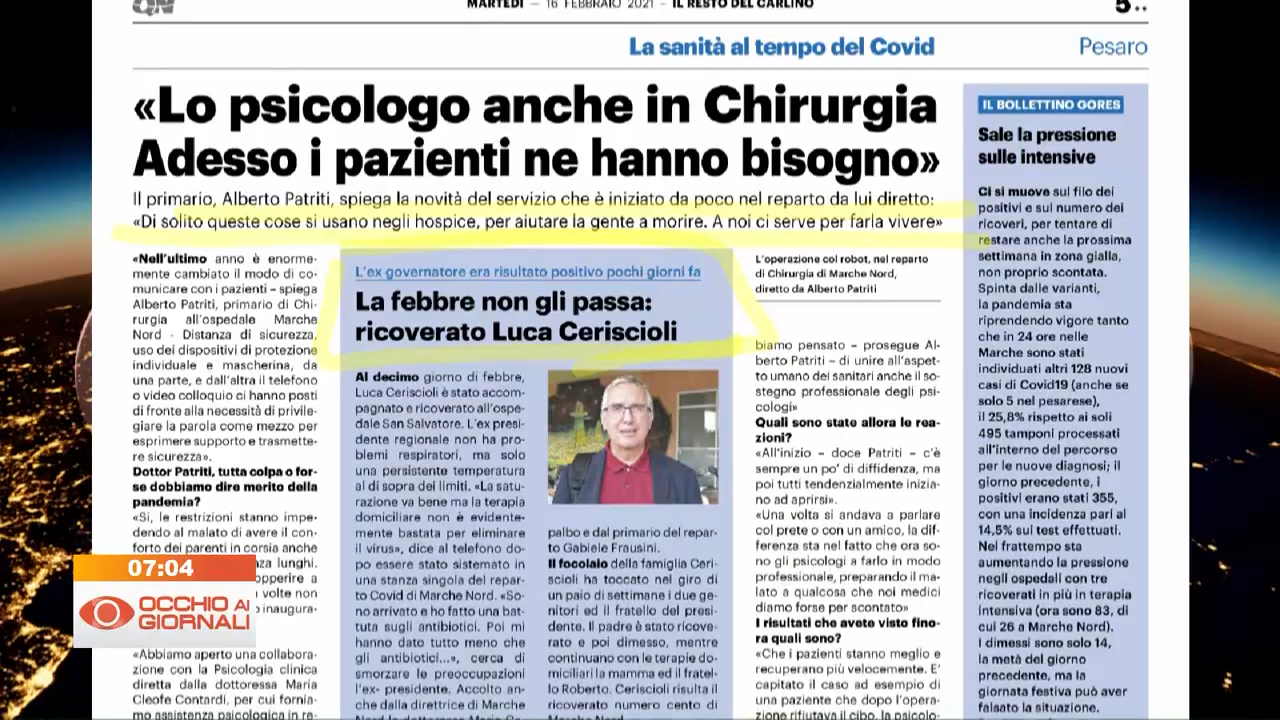 QN
MARTEDÌ — 16 FEBBRAIO 2021 – IL RESTO DEL CARLINO
5 ..
La sanità al tempo del Covid
Pesaro
«Lo psicologo anche in Chirurgia
Adesso i pazienti ne hanno bisogno»
Il primario, Alberto Patriti, spiega la novità del servizio che è iniziato da poco nel reparto da lui diretto:
«Di solito queste cose si usano negli hospice, per aiutare la gente a morire. A noi ci serve per farla vivere»
«Nell'ultimo anno è enorme-
mente cambiato il modo di co-
municare con i pazienti – spiega
Alberto Patriti, primario di Chi-
rurgia all'ospedale Marche
Nord - Distanza di sicurezza,
uso dei dispositivi di protezione
individuale e mascherina, da
una parte, e dall'altra il telefono
o video colloquio ci hanno posti
di fronte alla necessità di privile-
giare la parola come mezzo per
esprimere supporto e trasmette-
re sicurezza».
Dottor Patriti, tutta colpa o for-
se dobbiamo dire merito della
pandemia?
«Sì, le restrizioni stanno impe-
dendo al malato di avere il con-
forto dei parenti in corsia anche
nza lunghi.
opperire a
volte non
inaugura-
«Abbiamo aperto una collabora-
zione con la Psicologia clinica
diretta dalla dottoressa Maria
Cleofe Contardi, per cui fornia-
mo assistenza psicologica in re-
L'ex governatore era risultato positivo pochi giorni fa
La febbre non gli passa:
ricoverato Luca Ceriscioli
Al decimo giorno di febbre,
Luca Ceriscioli è stato accom-
pagnato e ricoverato all'ospe-
dale San Salvatore. L'ex presi-
dente regionale non ha pro-
blemi respiratori, ma solo
una persistente temperatura
al di sopra dei limiti. «La satu-
razione va bene ma la terapia
domiciliare non è evidente-
mente bastata per eliminare
il virus», dice al telefono do-
po essere stato sistemato in
una stanza singola del repar-
to Covid di Marche Nord. «So-
no arrivato e ho fatto una bat-
tuta sugli antibiotici. Poi mi
hanno dato tutto meno che
gli antibiotici...», cerca di
smorzare le preoccupazioni
l'ex- presidente. Accolto an-
che dalla direttrice di Marche
Nord la dottoressa Maria Ca-
palbo e dal primario del repar-
to Gabriele Frausini.
Il focolaio della famiglia Ceri-
scioli ha toccato nel giro di
un paio di settimane i due ge-
nitori ed il fratello del presi-
dente. Il padre è stato ricove-
rato e poi dimesso, mentre
continuano con le terapie do-
miciliari la mamma ed il fratel-
lo Roberto. Ceriscioli risulta il
ricoverato numero cento di
Marche Nord
L'operazione col robot, nel reparto
di Chirurgia di Marche Nord,
diretto da Alberto Patriti
biamo pensato – prosegue Al-
berto Patriti – di unire all'aspet-
to umano dei sanitari anche il so-
stegno professionale degli psi-
cologi»
Quali sono state allora le rea-
zioni?
«All'inizio – doce Patriti – c'è
sempre un po' di diffidenza, ma
poi tutti tendenzialmente inizia-
no ad aprirsi».
«Una volta si andava a parlare
col prete o con un amico, la dif-
ferenza sta nel fatto che ora so-
no gli psicologi a farlo in modo
professionale, preparando il ma-
lato a qualcosa che noi medici
diamo forse per scontato»
I risultati che avete visto fino-
ra quali sono?
«Che i pazienti stanno meglio e
recuperano più velocemente. E'
capitato il caso ad esempio di
una paziente che dopo l'opera-
zione rifiutava il cibo, la psicolo-
IL BOLLETTINO GORES
Sale la pressione
sulle intensive
Ci si muove sul filo dei
positivi e sul numero dei
ricoveri, per tentare di
restare anche la prossima
settimana in zona gialla,
non proprio scontata.
Spinta dalle varianti,
la pandemia sta
riprendendo vigore tanto
che in 24 ore nelle
Marche sono stati
individuati altri 128 nuovi
casi di Covid19 (anche se
solo 5 nel pesarese),
il 25,8% rispetto ai soli
495 tamponi processati
all'interno del percorso
per le nuove diagnosi; il
giorno precedente, i
positivi erano stati 355,
con una incidenza pari al
14,5% sui test effettuati.
Nel frattempo sta
aumentando la pressione
negli ospedali con tre
ricoverati in più in terapia
intensiva (ora sono 83, di
cui 26 a Marche Nord).
I dimessi sono solo 14,
la metà del giorno
precedente, ma la
giornata festiva può aver
falsato la situazione.
07:04
OCCHIO AI
GIORNALI